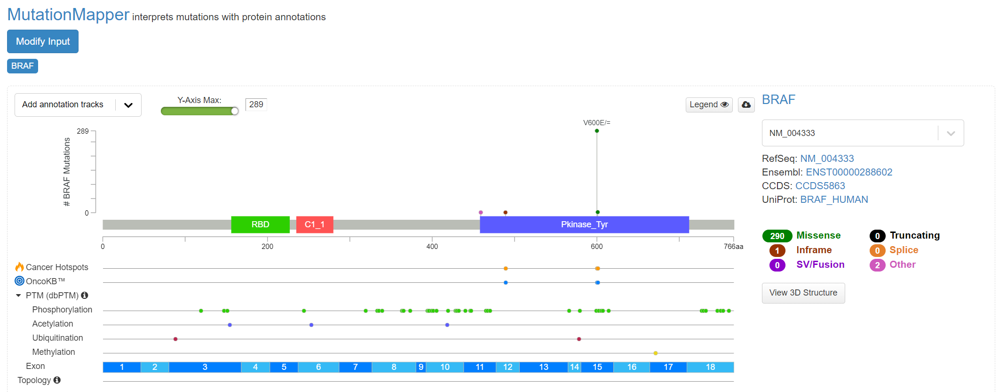 MutationMapper interprets mutations with protein annotations
Modify Input
BRAF
Add annotation tracks
Y-Axis Max:
289
Legend
BRAF
NM_004333
RefSeq: NM_004333
Ensembl: ENST00000288602
CCDS: CCDS5863
UniProt: BRAF_HUMAN
290 Missense
0 Truncating
1 Inframe
0 Splice
0 SV/Fusion
2 Other
View 3D Structure
V600E/=
289
# BRAF Mutations
0
RBD C1_1 Pkinase_Tyr
0 200 400 600 766aa
Cancer Hotspots
OncoKB™
PTM (dbPTM)
Phosphorylation
Acetylation
Ubiquitination
Methylation
Exon 1 2 3 4 5 6 7 8 9 10 11 12 13 14 15 16 17 18
Topology